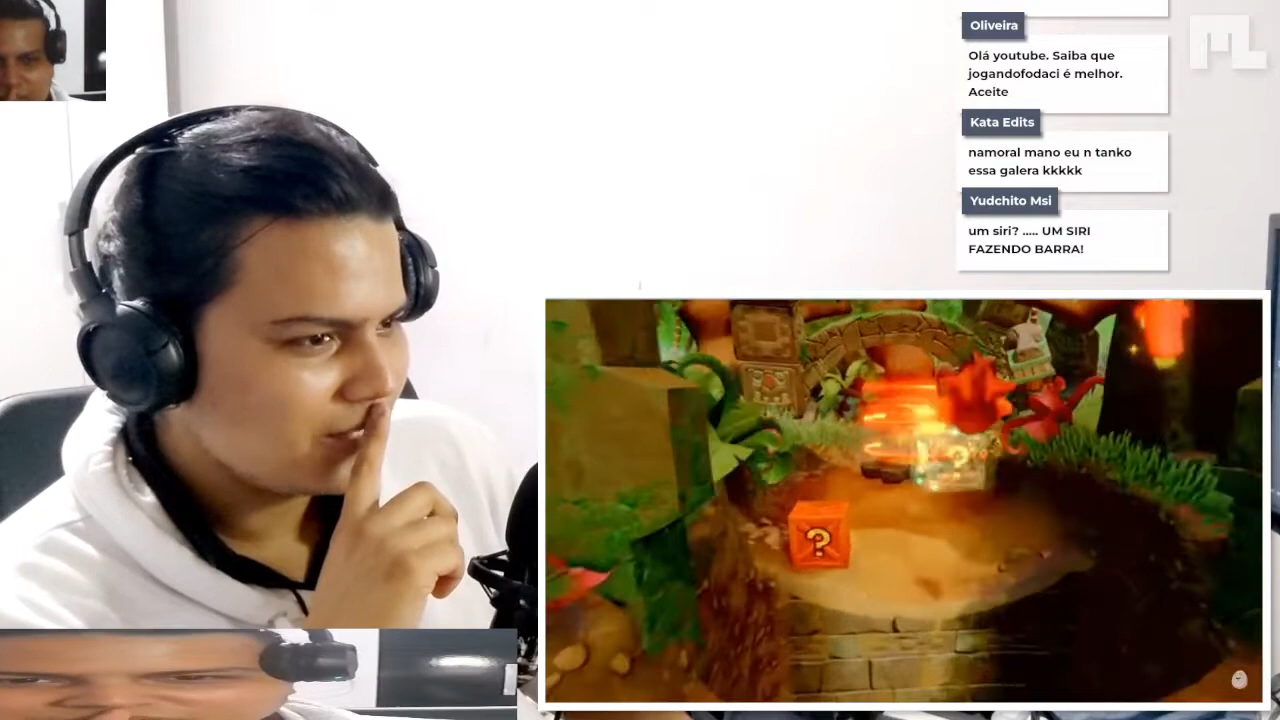 Oliveira
Olá youtube. Saiba que
jogandofodaci é melhor.
Aceite
Kata Edits
namoral mano eu n tanko
essa galera kkkkk
Yudchito Msi
um siri? ..... UM SIRI
FAZENDO BARRA!
?
?